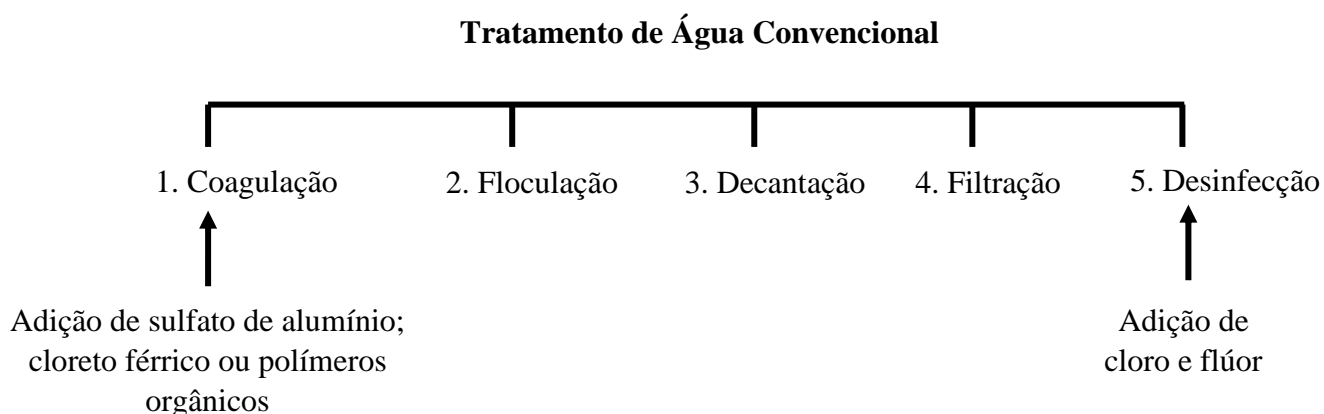 Tratamento de Água Convencional
1. Coagulação
2. Floculação
3. Decantação
4. Filtração
5. Desinfecção
Adição de sulfato de alumínio;
cloreto férrico ou polímeros
orgânicos
Adição de
cloro e flúor